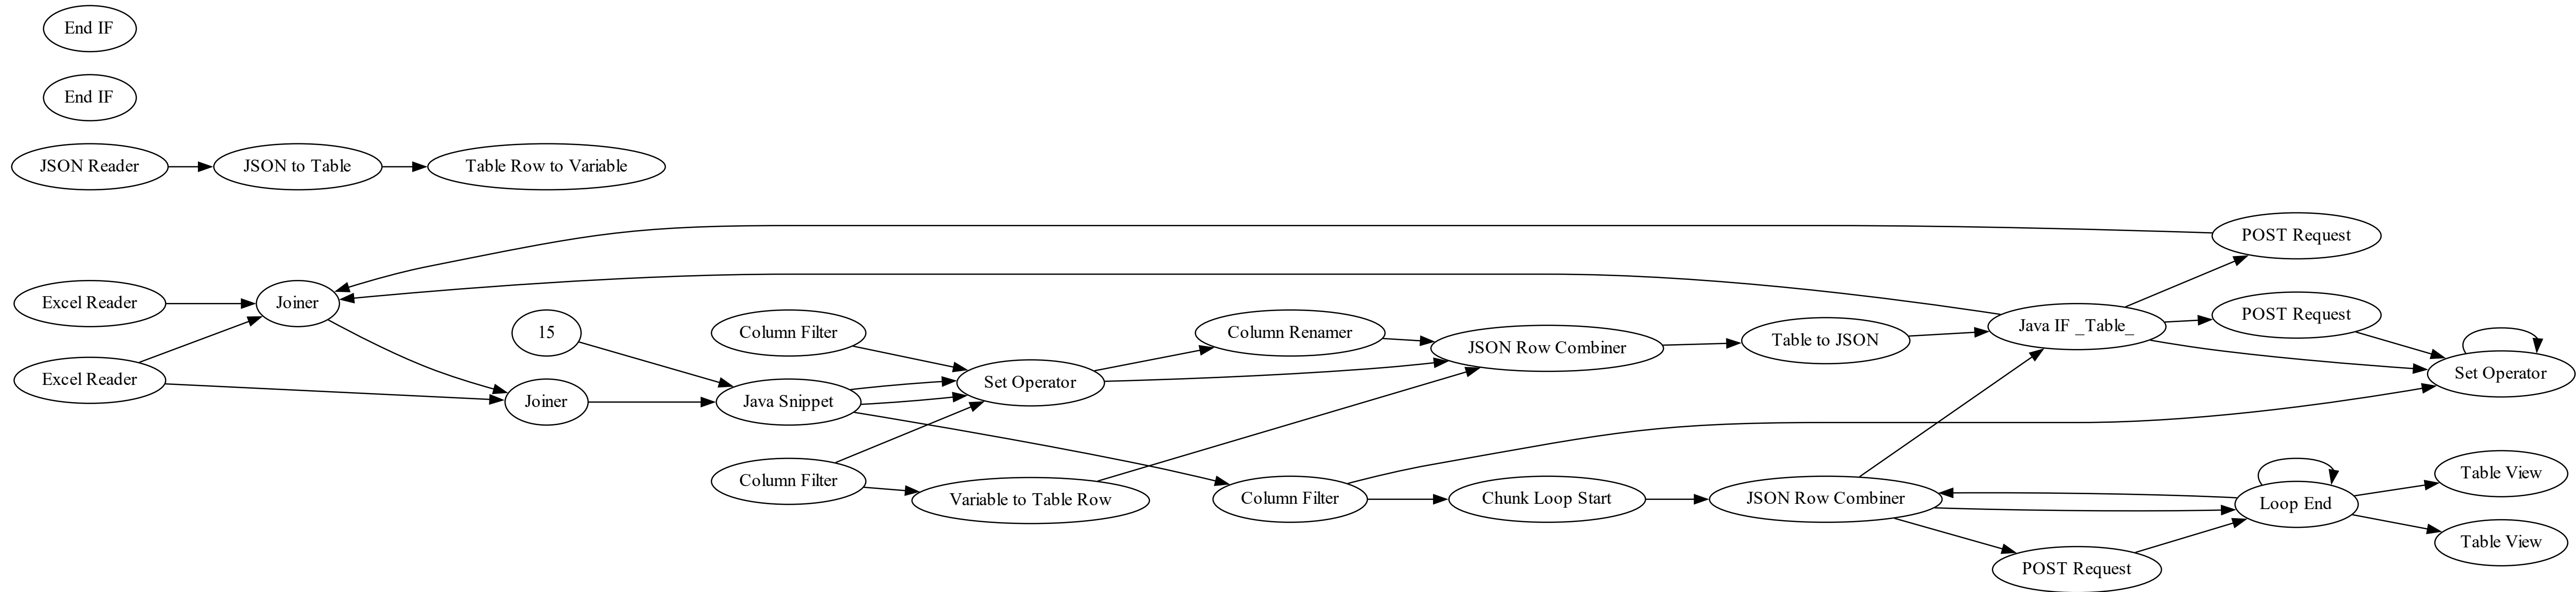 End IF
End IF
JSON Reader
JSON to Table
Table Row to Variable
POST Request
Excel Reader
Joiner
15
Column Filter
Column Renamer
JSON Row Combiner
Table to JSON
Java IF _Table_
POST Request
Excel Reader
Joiner
Java Snippet
Set Operator
Set Operator
Column Filter
Variable to Table Row
Column Filter
Chunk Loop Start
JSON Row Combiner
Loop End
Table View
Table View
POST Request